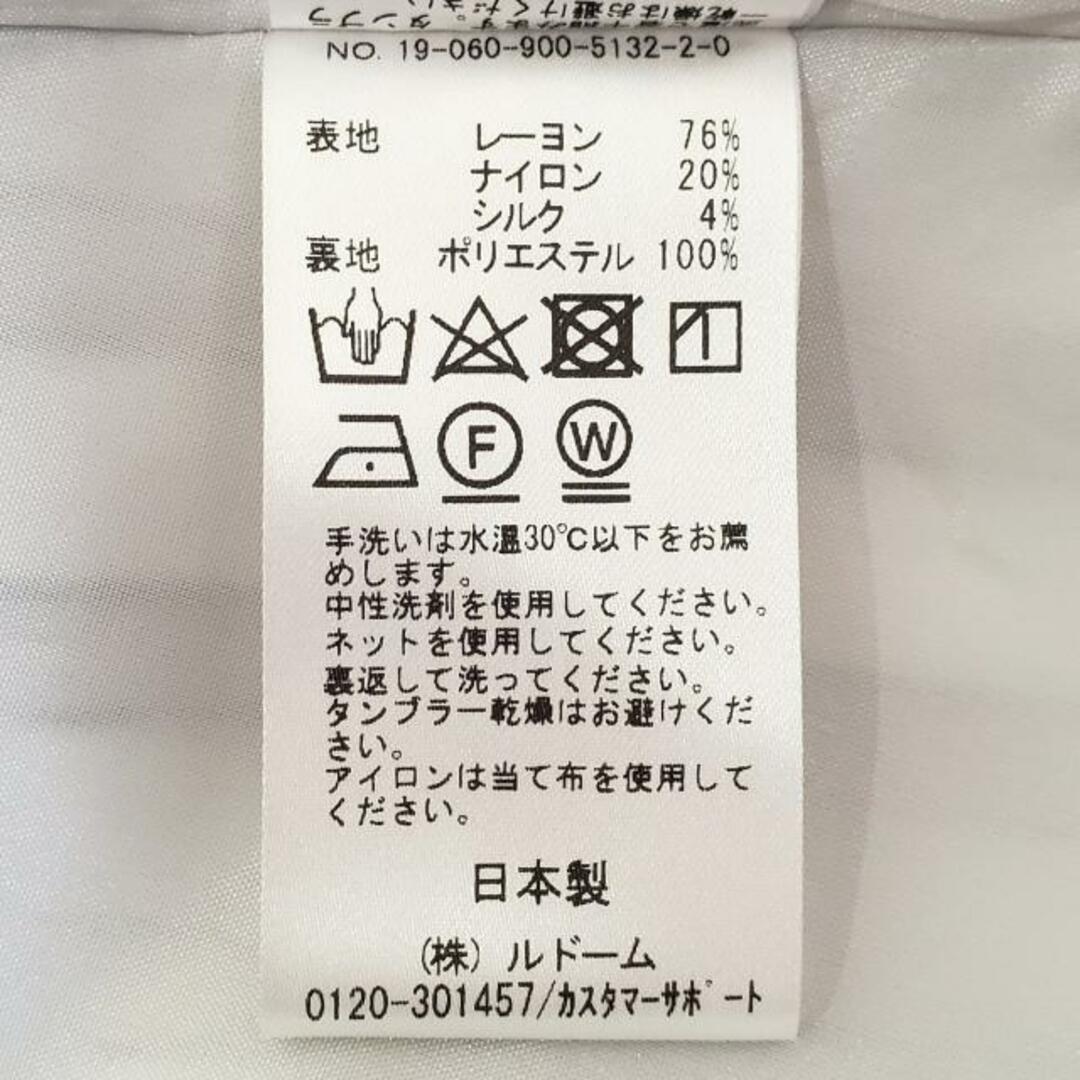 NO. 19-060-900-5132-2-0
表地 レーヨン 76%
ナイロン 20%
シルク 4%
裏地 ポリエステル 100%
F W
手洗いは水温30℃以下をお薦
めします。
中性洗剤を使用してください。
ネットを使用してください。
裏返して洗ってください。
タンブラー乾燥はお避けくだ
さい。
アイロンは当て布を使用して
ください。
日本製
(株) ルドーム
0120-301457/カスタマーサポート